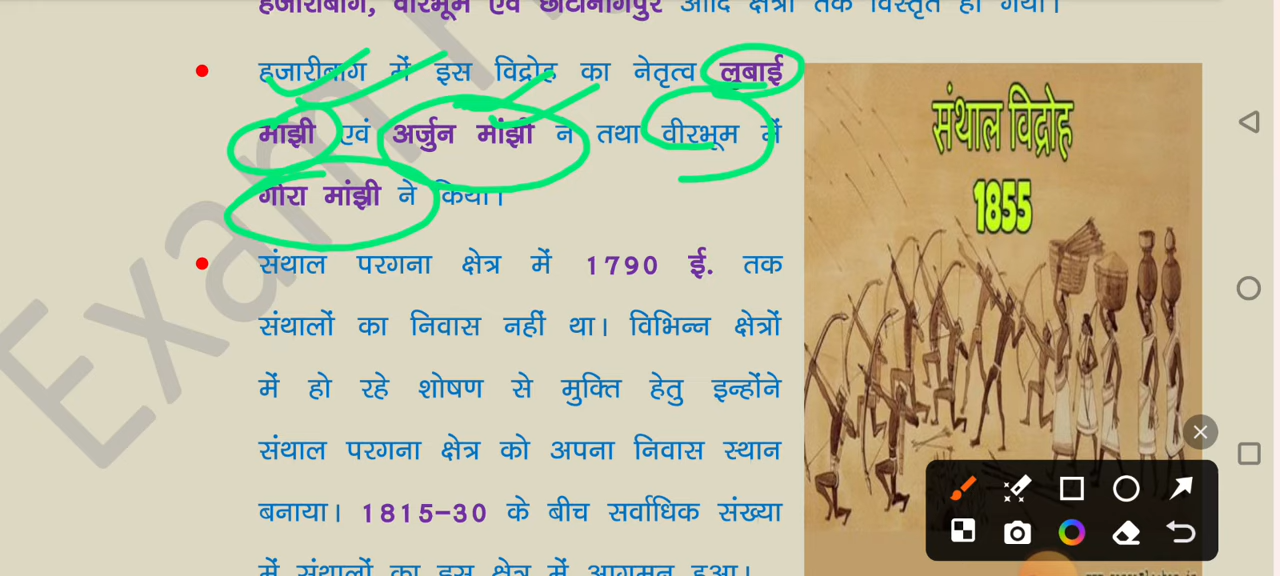 हजारीबाग, वीरभूम एवं छोटानागपुर आदि क्षेत्रों तक विस्तृत हो गया।
हजारीबाग में इस विद्रोह का नेतृत्व लुबाई
मांझी एवं अर्जुन मांझी ने तथा वीरभूम में
गोरा मांझी ने किया।
संथाल परगना क्षेत्र में 1790 ई. तक
संथालों का निवास नहीं था। विभिन्न क्षेत्रों
में हो रहे शोषण से मुक्ति हेतु इन्होंने
संथाल परगना क्षेत्र को अपना निवास स्थान
बनाया। 1815-30 के बीच सर्वाधिक संख्या
में संथालों का इस क्षेत्र में आगमन हुआ।
संथाल विद्रोह
1855
Exam